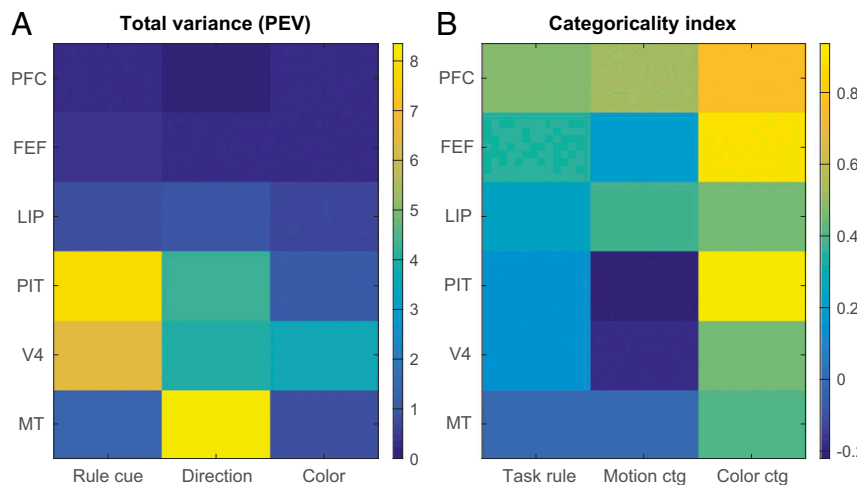 A
Total variance (PEV)
PFC
FEF
LIP
PIT
V4
MT
Rule cue
Direction
Color
8
7
6
5
4
3
2
1
0
B
Categoricality index
PFC
FEF
LIP
PIT
V4
MT
Task rule
Motion ctg
Color ctg
0.8
0.6
0.4
0.2
0